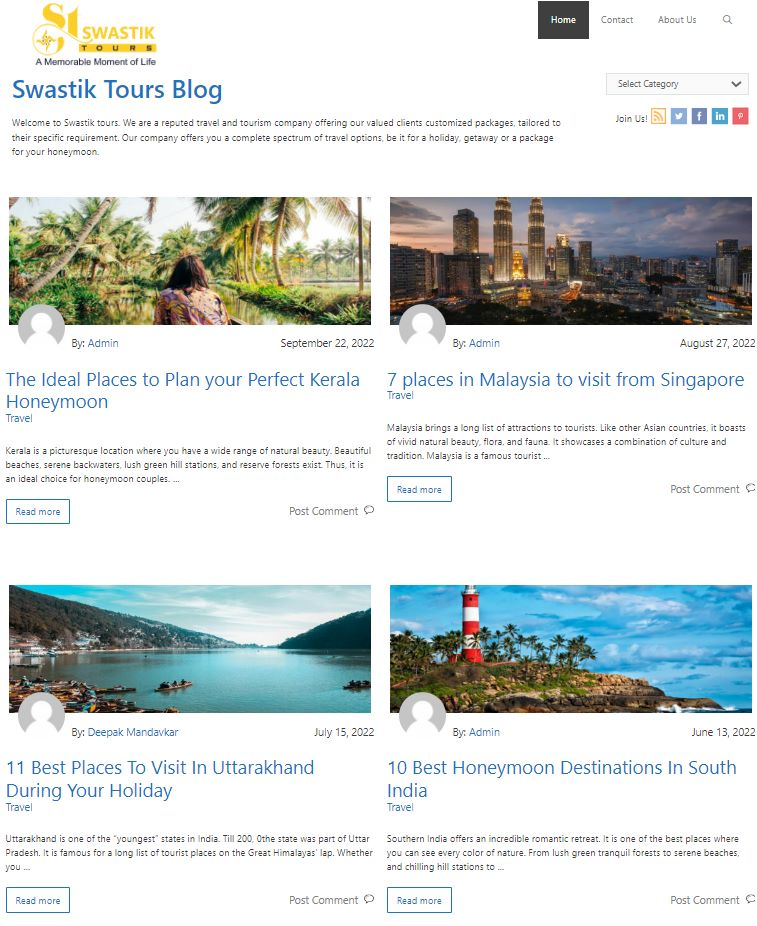 SWASTIK
TOURS
A Memorable Moment of Life
Home Contact About Us
Swastik Tours Blog
Select Category
Welcome to Swastik tours. We are a reputed travel and tourism company offering our valued clients customized packages, tailored to
their specific requirement. Our company offers you a complete spectrum of travel options, be it for a holiday, getaway or a package
for your honeymoon.
Join Us!
By: Admin September 22, 2022
The Ideal Places to Plan your Perfect Kerala
Honeymoon
Travel
Kerala is a picturesque location where you have a wide range of natural beauty. Beautiful
beaches, serene backwaters, lush green hill stations, and reserve forests exist. Thus, it is
an ideal choice for honeymoon couples. ...
Read more Post Comment
By: Admin August 27, 2022
7 places in Malaysia to visit from Singapore
Travel
Malaysia brings a long list of attractions to tourists. Like other Asian countries, it boasts
of vivid natural beauty, flora, and fauna. It showcases a combination of culture and
tradition. Malaysia is a famous tourist ...
Read more Post Comment
By: Deepak Mandavkar July 15, 2022
11 Best Places To Visit In Uttarakhand
During Your Holiday
Travel
Uttarakhand is one of the “youngest” states in India. Till 200, 0the state was part of Uttar
Pradesh. It is famous for a long list of tourist places on the Great Himalayas’ lap. Whether
you ...
Read more Post Comment
By: Admin June 13, 2022
10 Best Honeymoon Destinations In South
India
Travel
Southern India offers an incredible romantic retreat. It is one of the best places where
you can see every color of nature. From lush green tranquil forests to serene beaches,
and chilling hill stations to ...
Read more Post Comment